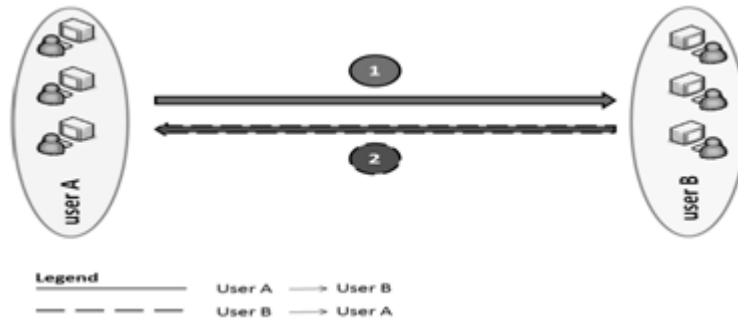 1
2
user A
user B
Legend
User A → User B
User B → User A